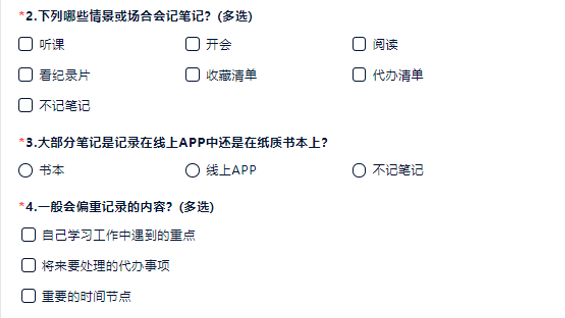 *2.下列哪些情景或场合会记笔记？(多选)
听课 开会 阅读
看纪录片 收藏清单 代办清单
不记笔记
*3.大部分笔记是记录在线上APP中还是在纸质书本上？
书本 线上APP 不记笔记
*4.一般会偏重记录的内容？(多选)
自己学习工作中遇到的重点
将来要处理的代办事项
重要的时间节点